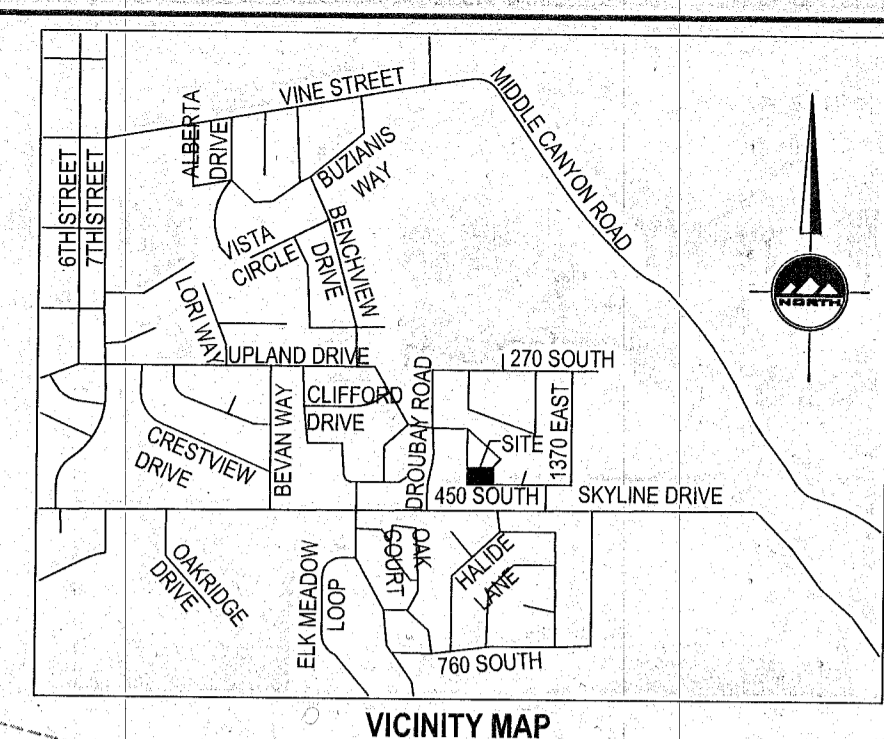 VINE STREET
MIDDLE CANYON ROAD
ALBERTA
DRIVE
BUZIANIS
WAY
6TH STREET
7TH STREET
BENCHVIEW
DRIVE
VISTA
CIRCLE
NORTH
LORI WAY
UPLAND DRIVE
270 SOUTH
DROUBAY ROAD
CLIFFORD
DRIVE
BEVAN WAY
1370 EAST
SITE
CRESTVIEW
DRIVE
450 SOUTH
SKYLINE DRIVE
OAK
COURT
HALIDE
LANE
OAKRIDGE
DRIVE
ELK MEADOW
LOOP
760 SOUTH
VICINITY MAP